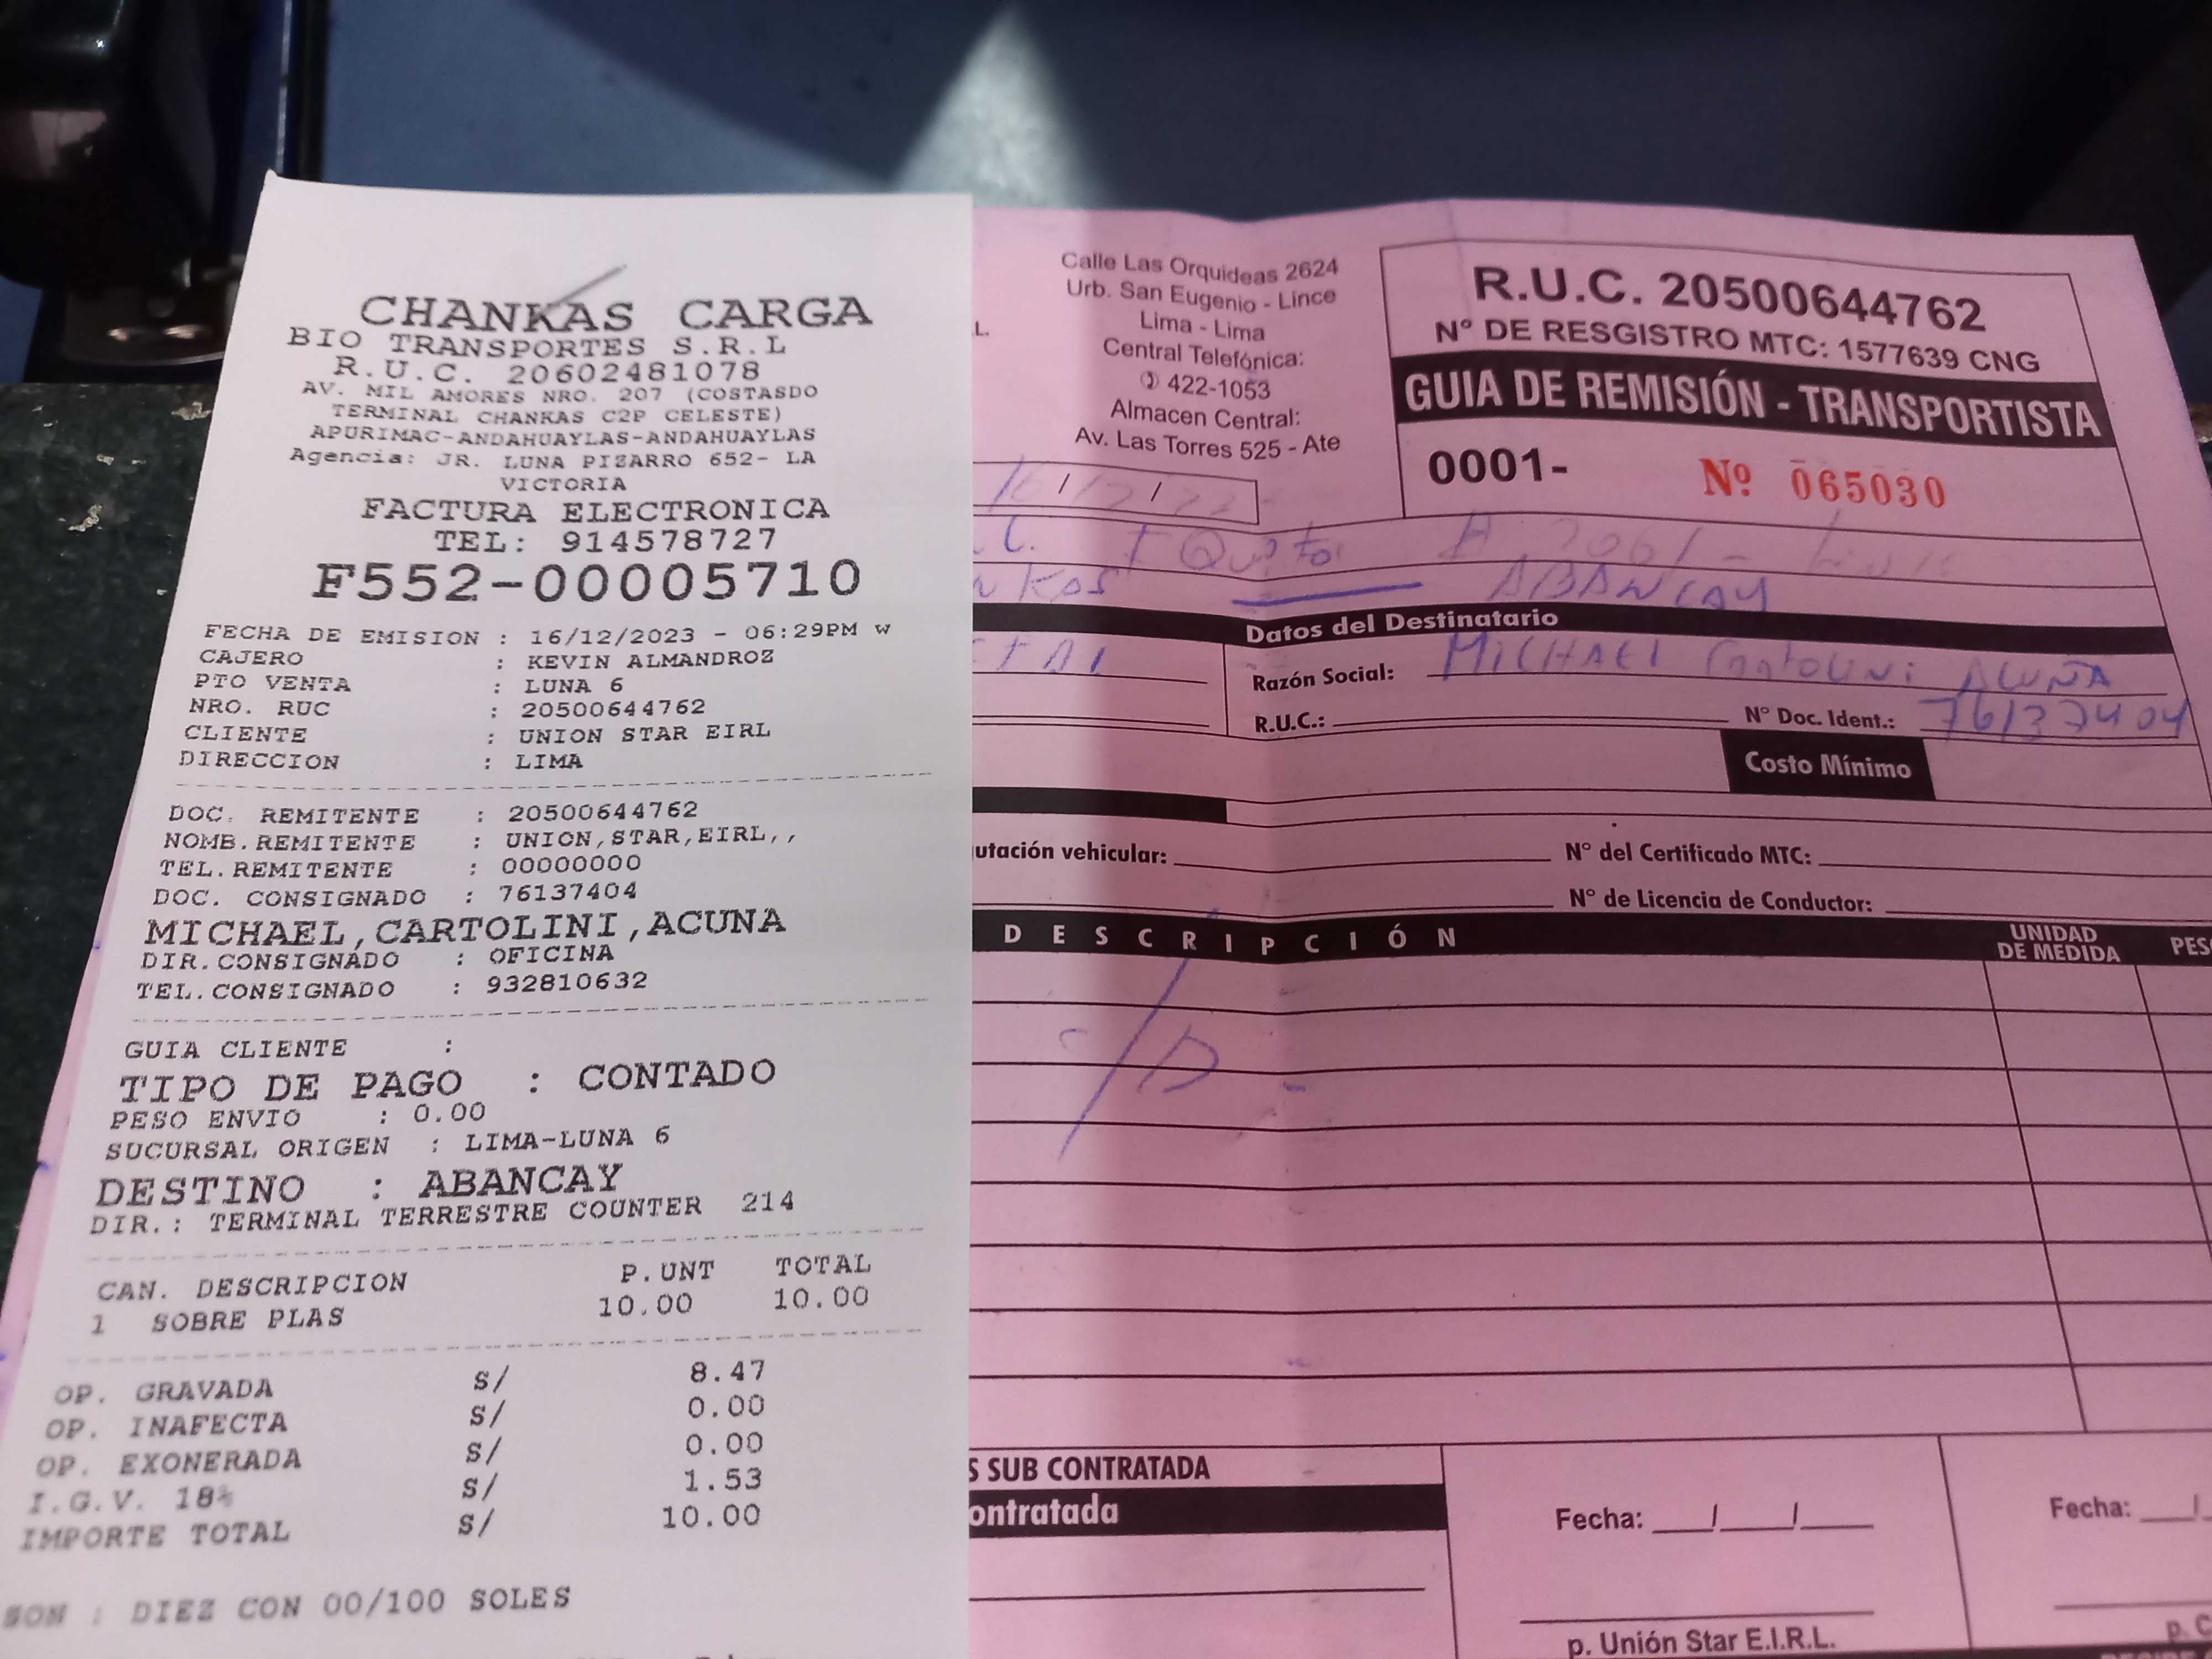 CHANKAS CARGA
BIO TRANSPORTES S.R.L
R.U.C. 20602481078
AV. MIL AMORES NRO. 207 (COSTASDO
TERMINAL CHANKAS C2P CELESTE)
APURIMAC-ANDAHUAYLAS-ANDAHUAYLAS
Agencia: JR. LUNA PIZARRO 652- LA
VICTORIA
FACTURA ELECTRONICA
TEL: 914578727
F552-00005710
FECHA DE EMISION : 16/12/2023 - 06:29PM W
CAJERO : KEVIN ALMANDROZ
PTO VENTA : LUNA 6
NRO. RUC : 20500644762
CLIENTE : UNION STAR EIRL
DIRECCION : LIMA
DOC. REMITENTE : 20500644762
NOMB.REMITENTE : UNION,STAR,EIRL,,
TEL.REMITENTE : 00000000
DOC. CONSIGNADO : 76137404
MICHAEL,CARTOLINI,ACUNA
DIR.CONSIGNADO : OFICINA
TEL.CONSIGNADO : 932810632
GUIA CLIENTE :
TIPO DE PAGO : CONTADO
PESO ENVIO : 0.00
SUCURSAL ORIGEN : LIMA-LUNA 6
DESTINO : ABANCAY
DIR.: TERMINAL TERRESTRE COUNTER 214
CAN. DESCRIPCION P.UNT TOTAL
1 SOBRE PLAS 10.00 10.00
OP. GRAVADA S/ 8.47
OP. INAFECTA S/ 0.00
OP. EXONERADA S/ 0.00
I.G.V. 18% S/ 1.53
IMPORTE TOTAL S/ 10.00
SON : DIEZ CON 00/100 SOLES
L.
Calle Las Orquideas 2624
Urb. San Eugenio - Lince
Lima - Lima
Central Telefónica:
422-1053
Almacen Central:
Av. Las Torres 525 - Ate
R.U.C. 20500644762
N° DE RESGISTRO MTC: 1577639 CNG
GUIA DE REMISIÓN - TRANSPORTISTA
0001- Nº 065030
ABANCAY
Datos del Destinatario
Razón Social: MICHAEL ACUÑA
R.U.C.: N° Doc. Ident.: 76137404
Costo Mínimo
utación vehicular: N° del Certificado MTC:
N° de Licencia de Conductor:
DESCRIPCIÓN UNIDAD DE MEDIDA PES
S SUB CONTRATADA
ontratada
Fecha: / / Fecha: /
p. Unión Star E.I.R.L. p. C